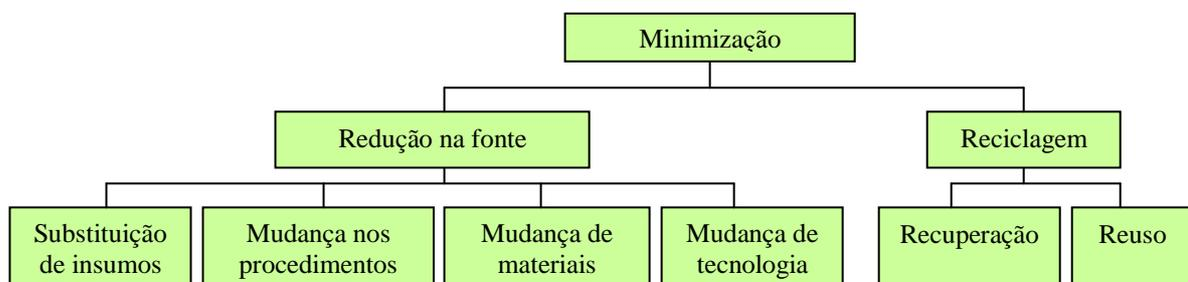 Minimização
Redução na fonte
Reciclagem
Substituição
de insumos
Mudança nos
procedimentos
Mudança de
materiais
Mudança de
tecnologia
Recuperação
Reuso